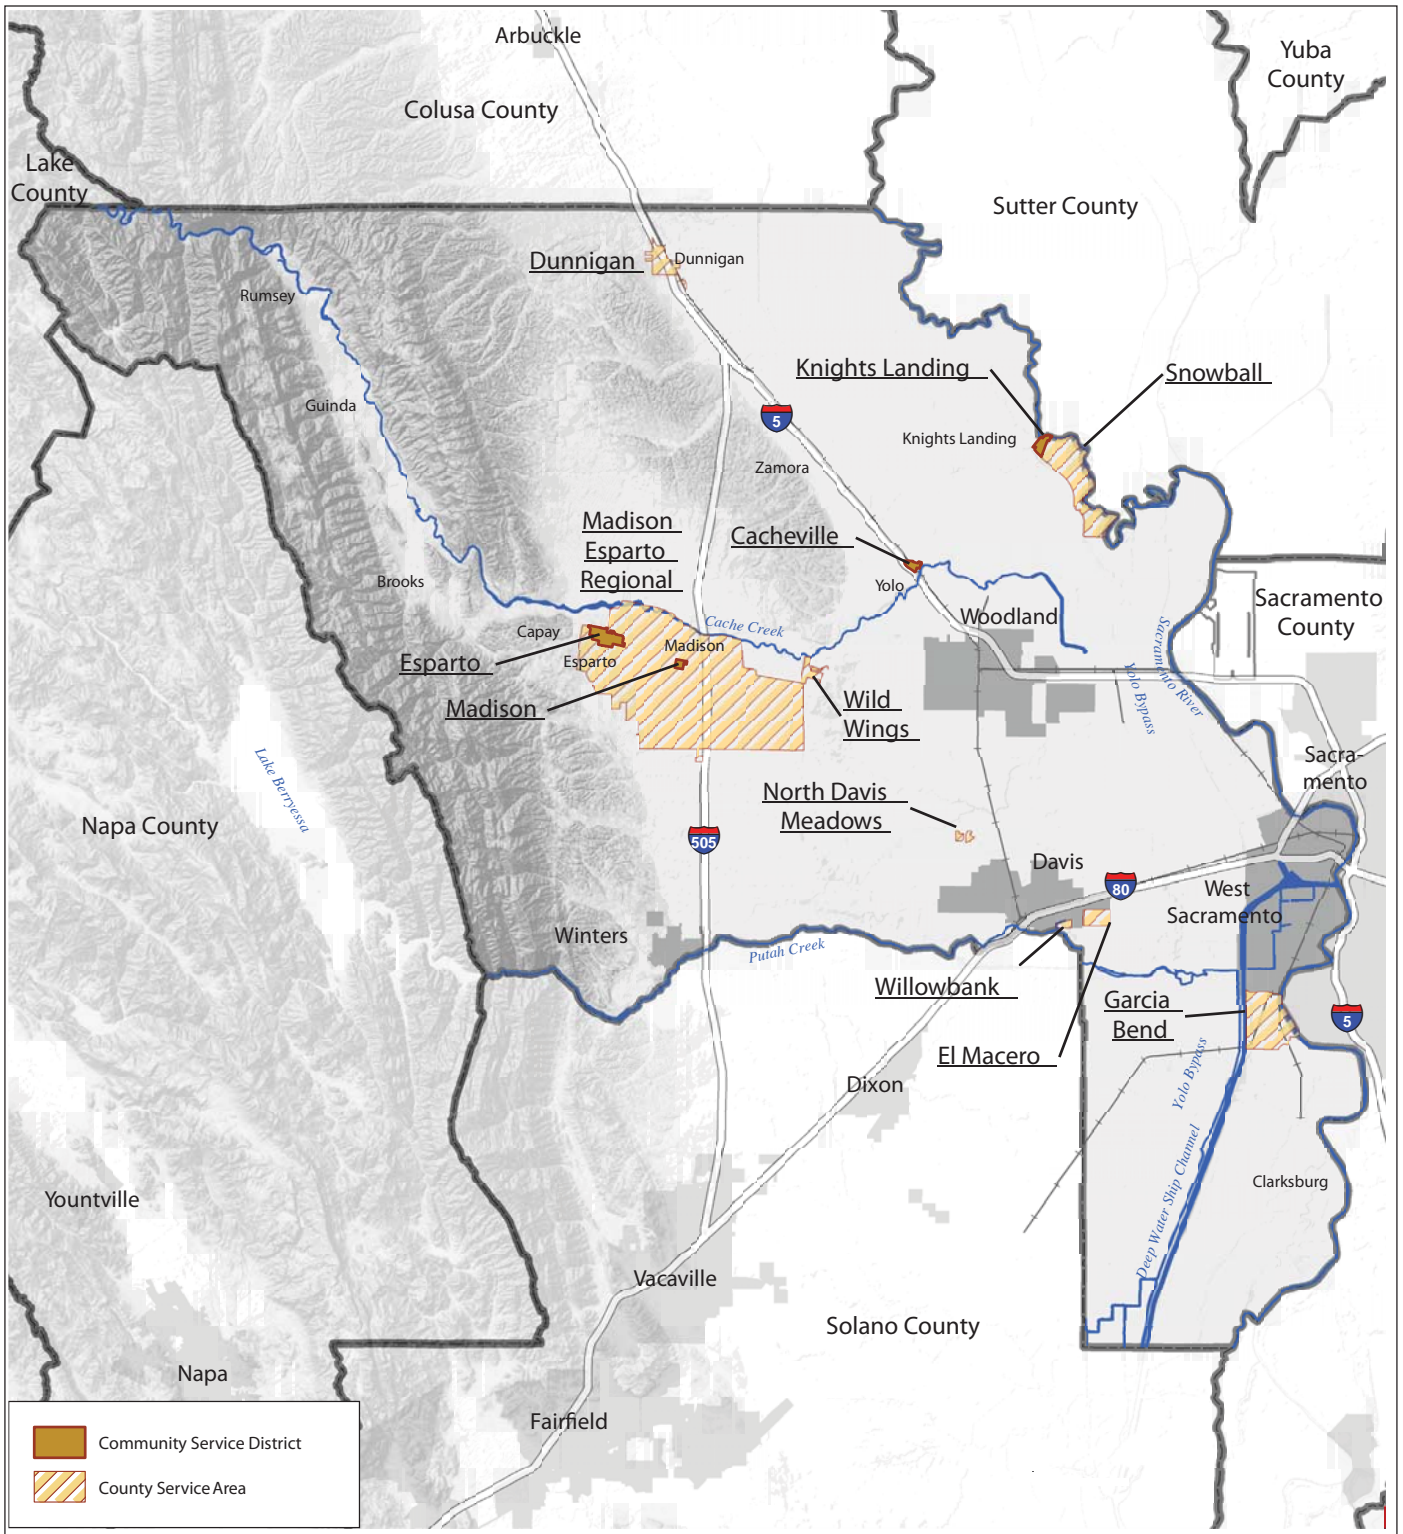 Arbuckle
Yuba
County
Colusa County
Lake
County
Sutter County
Dunnigan
Dunnigan
Rumsey
Knights Landing
Snowball
Guinda
5
Knights Landing
Zamora
Madison
Esparto
Regional
Cacheville
Brooks
Yolo
Woodland
Sacramento
County
Cache Creek
Capay
Madison
Esparto
Esparto
Sacramento River
Yolo Bypass
Madison
Wild
Wings
Lake Berryessa
Sacra-
mento
North Davis
Meadows
Napa County
505
Davis
80
West
Sacramento
Winters
Putah Creek
Willowbank
Garcia
Bend
5
El Macero
Yolo Bypass
Dixon
Deep Water Ship Channel
Clarksburg
Yountville
Vacaville
Solano County
Napa
Fairfield
Community Service District
County Service Area